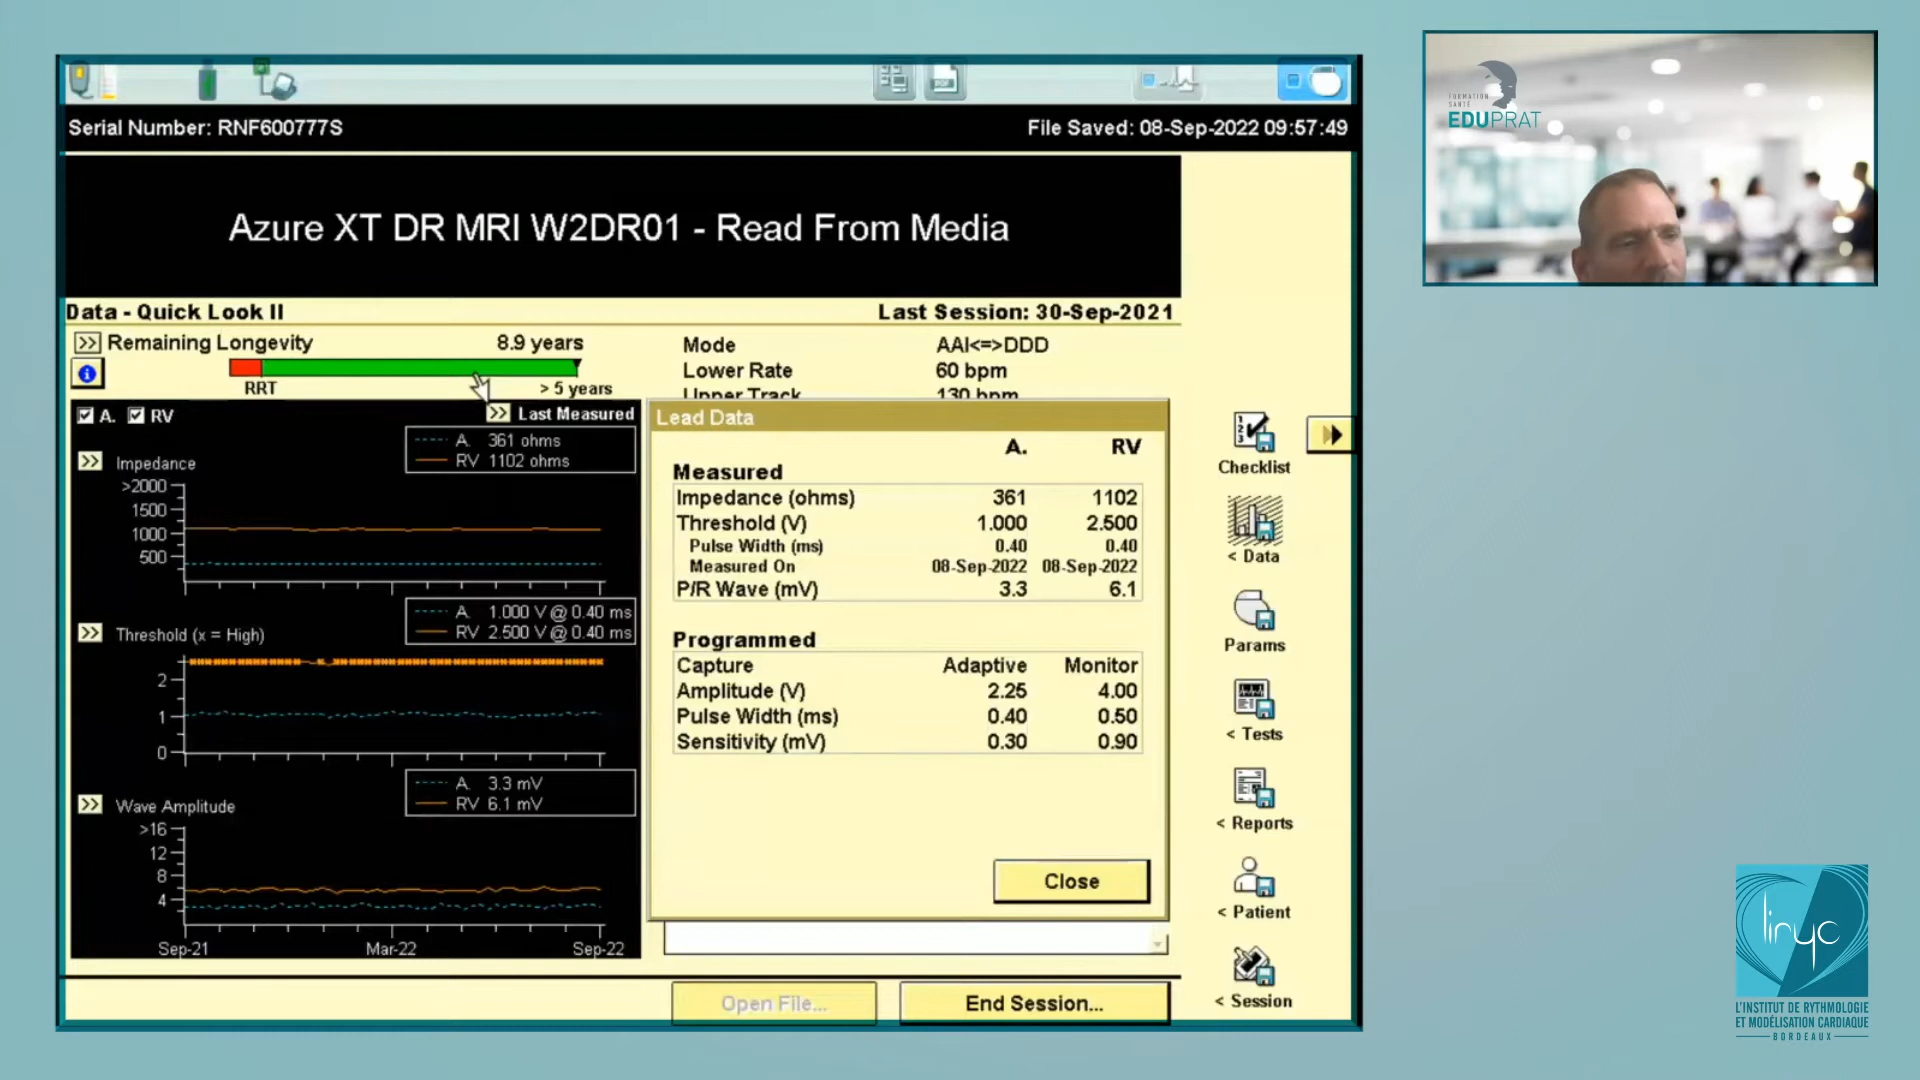 Serial Number: RNF600777S
File Saved: 08-Sep-2022 09:57:49
Azure XT DR MRI W2DR01 - Read From Media
Data - Quick Look II
Last Session: 30-Sep-2021
>> Remaining Longevity 8.9 years
i
RRT > 5 years
Mode AAI<=>DDD
Lower Rate 60 bpm
Upper Track 130 bpm
A. RV >> Last Measured
A. 361 ohms
RV 1102 ohms
>> Impedance
>2000
1500
1000
500
A. 1.000 V @ 0.40 ms
RV 2.500 V @ 0.40 ms
>> Threshold (x = High)
2
1
0
A. 3.3 mV
RV 6.1 mV
>> Wave Amplitude
>16
12
8
4
Sep-21 Mar-22 Sep-22
Lead Data
A. RV
Measured
Impedance (ohms) 361 1102
Threshold (V) 1.000 2.500
Pulse Width (ms) 0.40 0.40
Measured On 08-Sep-2022 08-Sep-2022
P/R Wave (mV) 3.3 6.1
Programmed
Capture Adaptive Monitor
Amplitude (V) 2.25 4.00
Pulse Width (ms) 0.40 0.50
Sensitivity (mV) 0.30 0.90
Close
Open File...
End Session...
Checklist
< Data
Params
< Tests
< Reports
< Patient
< Session
FORMATION
SANTÉ
EDUPRAT
liryc
L'INSTITUT DE RYTHMOLOGIE
ET MODÉLISATION CARDIAQUE
BORDEAUX